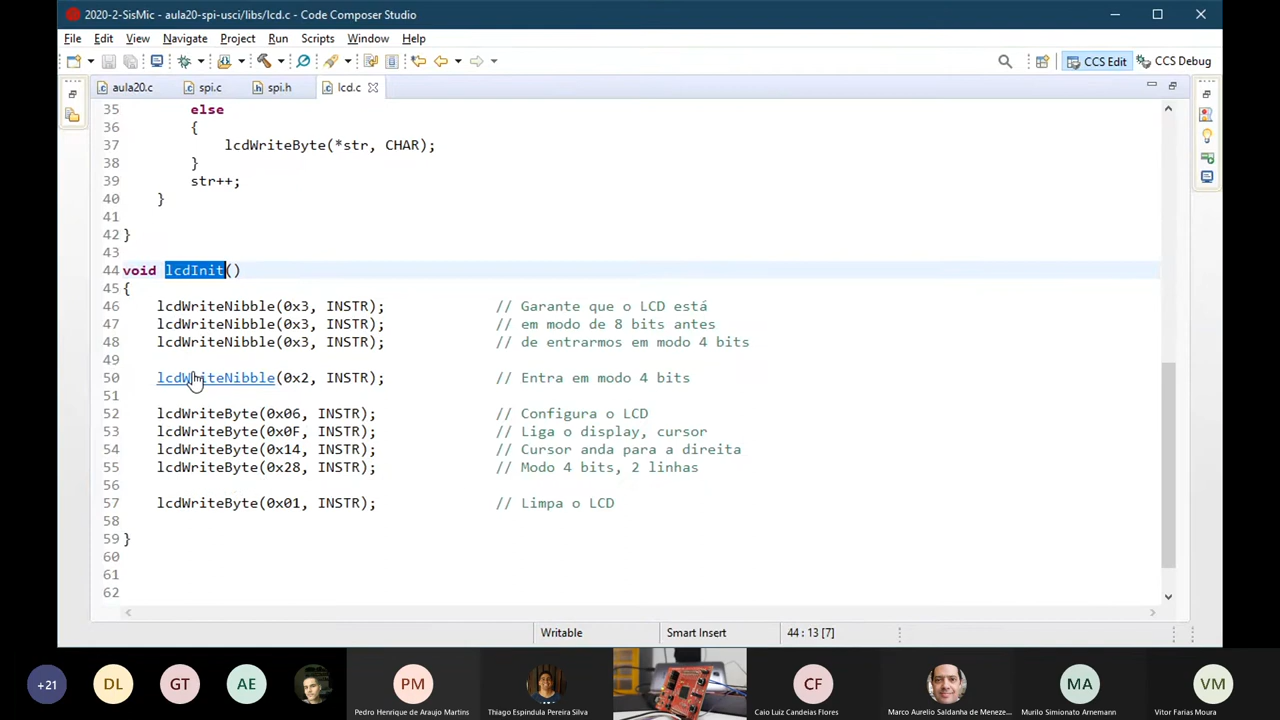 2020-2-SisMic - aula20-spi-usci/libs/lcd.c - Code Composer Studio
File Edit View Navigate Project Run Scripts Window Help
CCS Edit CCS Debug
aula20.c spi.c spi.h lcd.c
35 else
36 {
37 lcdWriteByte(*str, CHAR);
38 }
39 str++;
40 }
41
42 }
43
44 void lcdInit()
45 {
46 lcdWriteNibble(0x3, INSTR); // Garante que o LCD está
47 lcdWriteNibble(0x3, INSTR); // em modo de 8 bits antes
48 lcdWriteNibble(0x3, INSTR); // de entrarmos em modo 4 bits
49
50 lcdWriteNibble(0x2, INSTR); // Entra em modo 4 bits
51
52 lcdWriteByte(0x06, INSTR); // Configura o LCD
53 lcdWriteByte(0x0F, INSTR); // Liga o display, cursor
54 lcdWriteByte(0x14, INSTR); // Cursor anda para a direita
55 lcdWriteByte(0x28, INSTR); // Modo 4 bits, 2 linhas
56
57 lcdWriteByte(0x01, INSTR); // Limpa o LCD
58
59 }
60
61
62
Writable Smart Insert 44 : 13 [7]
+21 DL GT AE PM CF MA VM
Pedro Henrique de Araujo Martins Thiago Espindula Pereira Silva Caio Luiz Candeias Flores Marco Aurelio Saldanha de Meneze... Murilo Simionato Arnemann Vitor Farias Moura